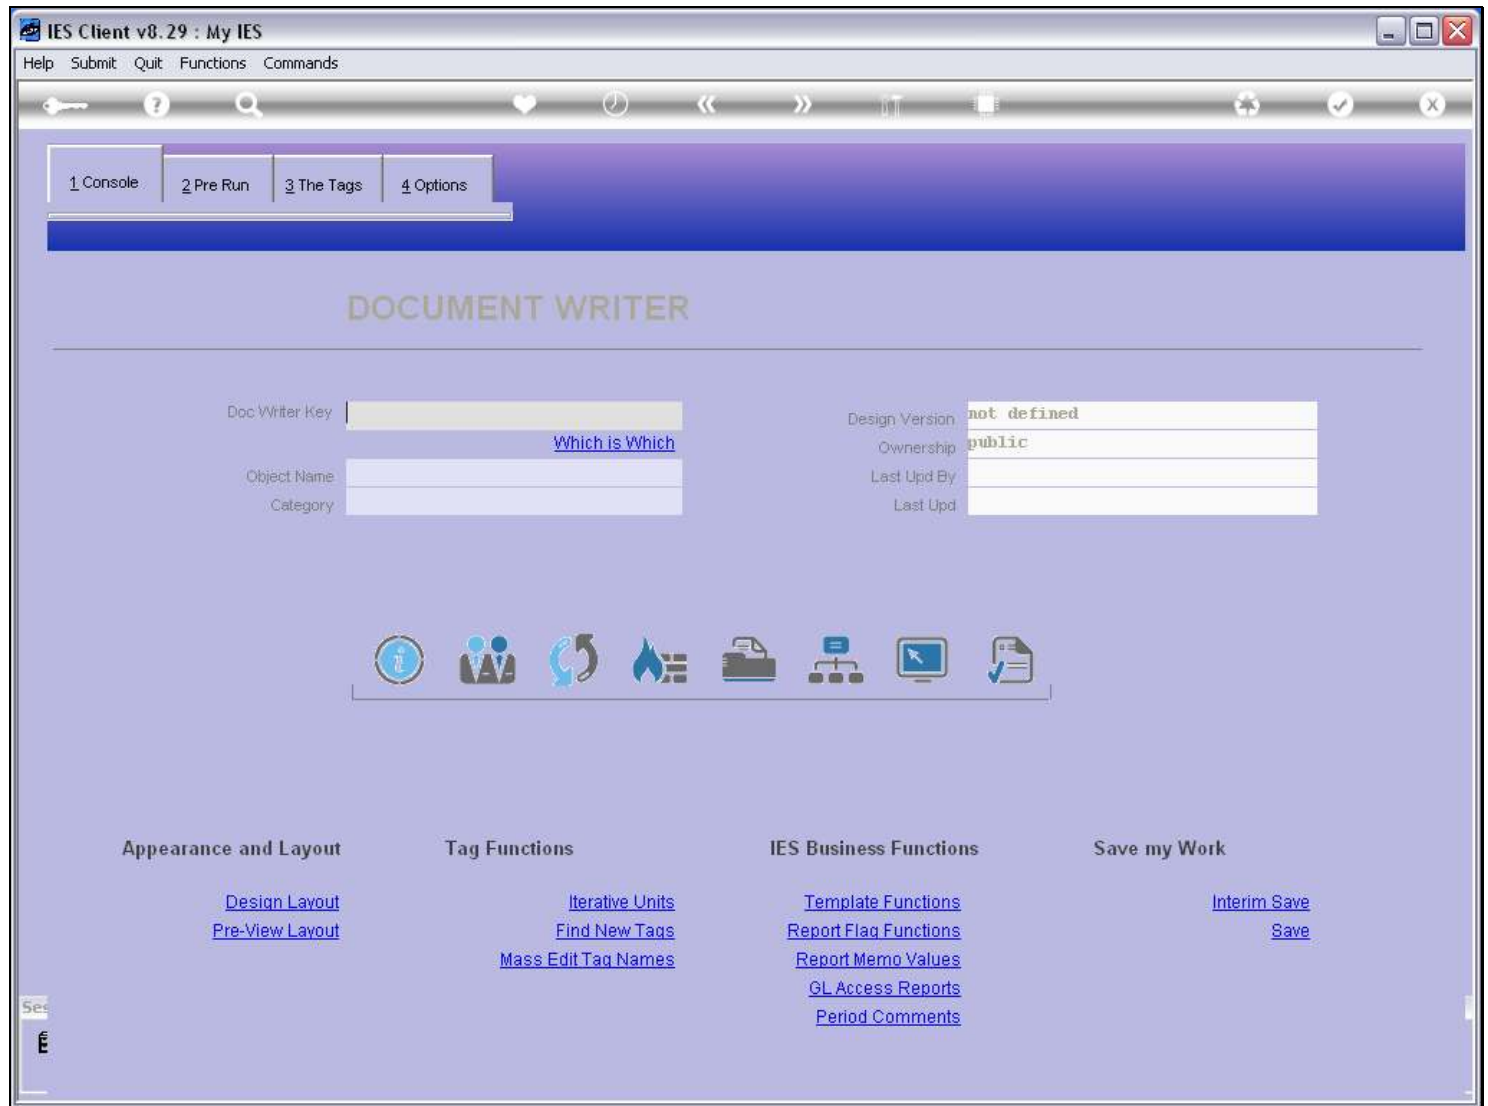 IES Client v8.29 : My IES
Help Submit Quit Functions Commands
1 Console 2 Pre Run 3 The Tags 4 Options
DOCUMENT WRITER
Doc Writer Key
Design Version not defined
Which is Which
Ownership public
Object Name
Last Upd By
Category
Last Upd
Appearance and Layout Tag Functions IES Business Functions Save my Work
Design Layout Iterative Units Template Functions Interim Save
Pre-View Layout Find New Tags Report Flag Functions Save
Mass Edit Tag Names Report Memo Values
GL Access Reports
Period Comments